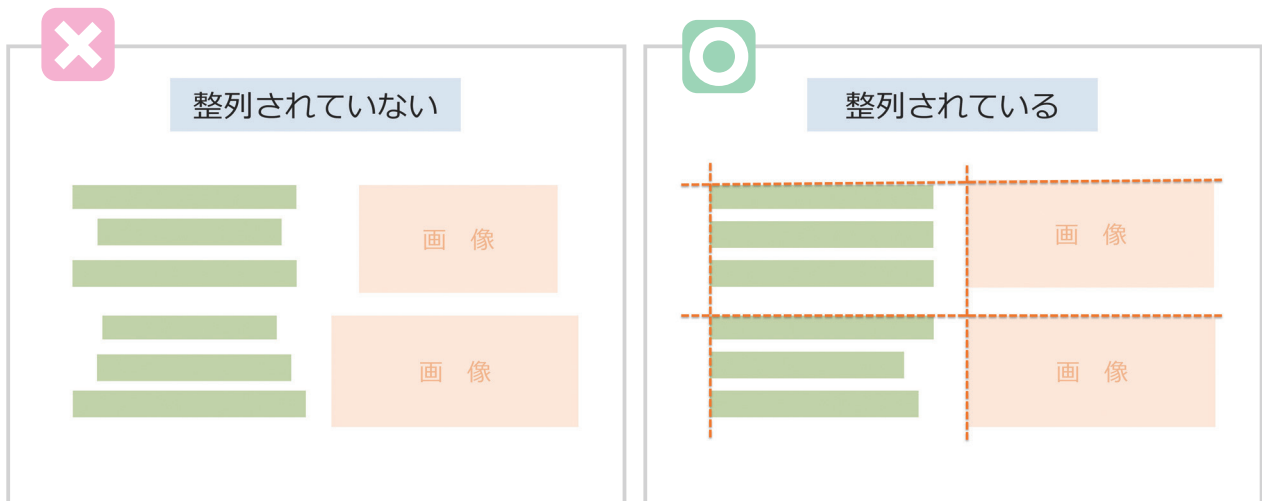 整列されていない
画　像
画　像
整列されている
画　像
画　像